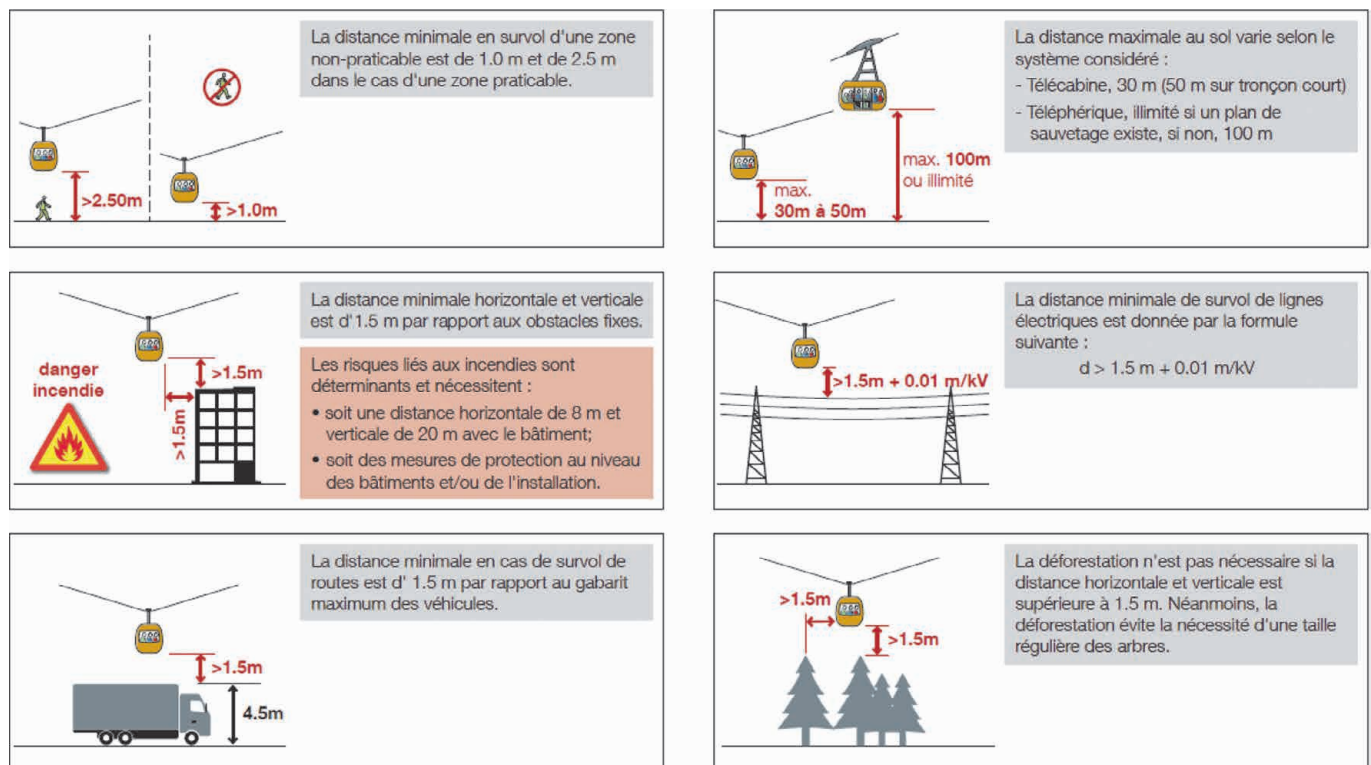 La distance minimale en survol d'une zone
non-praticable est de 1.0 m et de 2.5 m
dans le cas d'une zone praticable.
>2.50m
>1.0m
La distance maximale au sol varie selon le
système considéré :
- Télécabine, 30 m (50 m sur tronçon court)
- Téléphérique, illimité si un plan de
sauvetage existe, si non, 100 m
max. 100m
ou illimité
max.
30m à 50m
La distance minimale horizontale et verticale
est d'1.5 m par rapport aux obstacles fixes.
Les risques liés aux incendies sont
déterminants et nécessitent :
• soit une distance horizontale de 8 m et
verticale de 20 m avec le bâtiment;
• soit des mesures de protection au niveau
des bâtiments et/ou de l'installation.
danger
incendie
>1.5m
>1.5m
La distance minimale de survol de lignes
électriques est donnée par la formule
suivante :
d > 1.5 m + 0.01 m/kV
>1.5m + 0.01 m/kV
La distance minimale en cas de survol de
routes est d' 1.5 m par rapport au gabarit
maximum des véhicules.
>1.5m
4.5m
La déforestation n'est pas nécessaire si la
distance horizontale et verticale est
supérieure à 1.5 m. Néanmoins, la
déforestation évite la nécessité d'une taille
régulière des arbres.
>1.5m
>1.5m